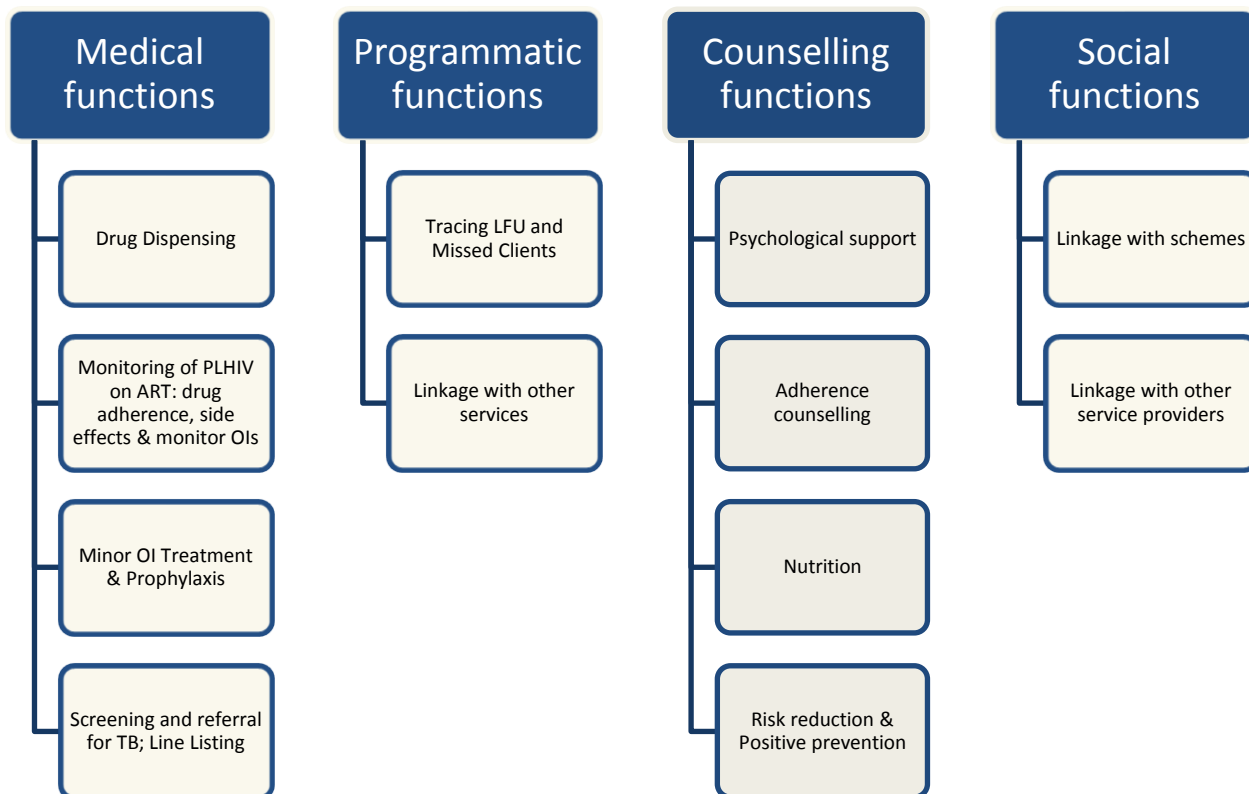 Medical
functions
Drug Dispensing
Monitoring of PLHIV
on ART: drug
adherence, side
effects & monitor OIs
Minor OI Treatment
& Prophylaxis
Screening and referral
for TB; Line Listing
Programmatic
functions
Tracing LFU and
Missed Clients
Linkage with other
services
Counselling
functions
Psychological support
Adherence
counselling
Nutrition
Risk reduction &
Positive prevention
Social
functions
Linkage with schemes
Linkage with other
service providers